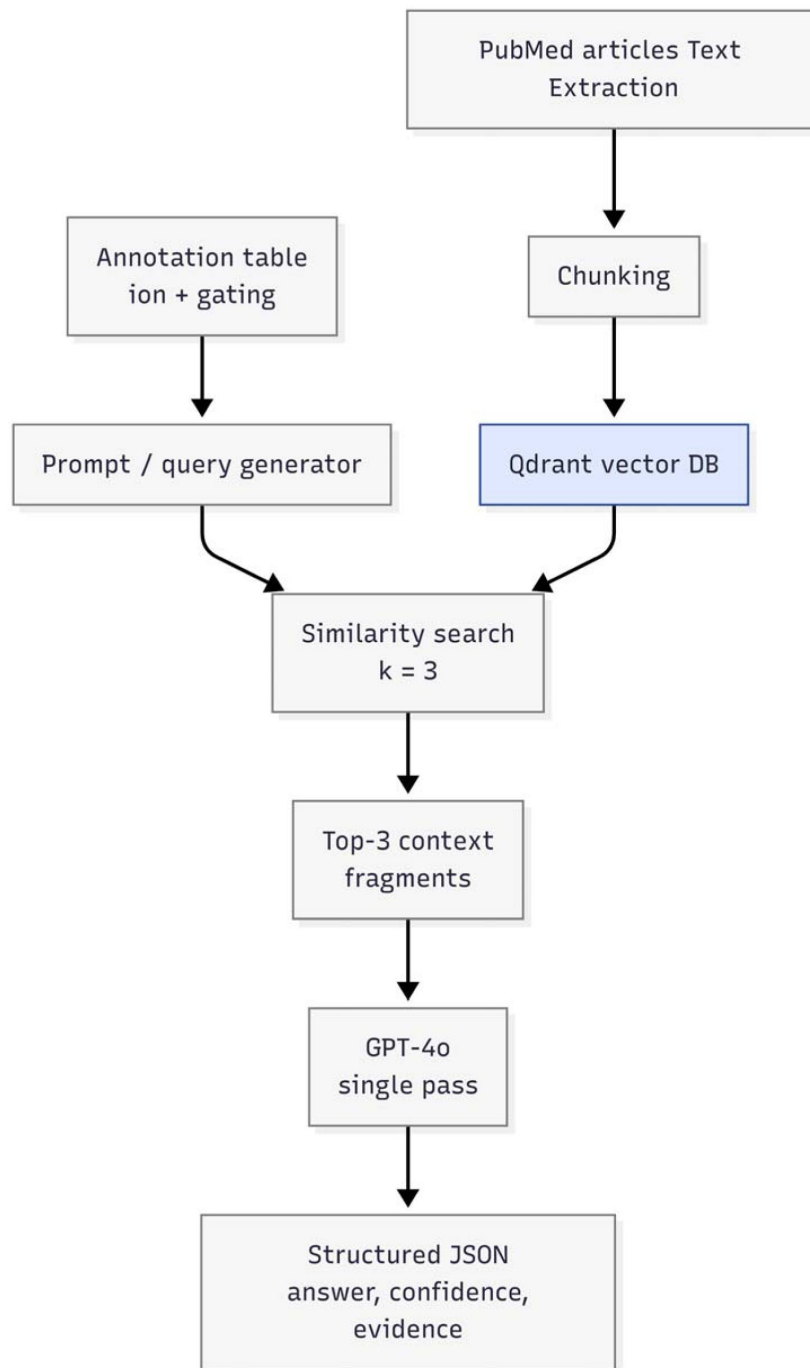 PubMed articles Text
Extraction
Annotation table
ion + gating
Chunking
Prompt / query generator
Qdrant vector DB
Similarity search
k = 3
Top-3 context
fragments
GPT-4o
single pass
Structured JSON
answer, confidence,
evidence